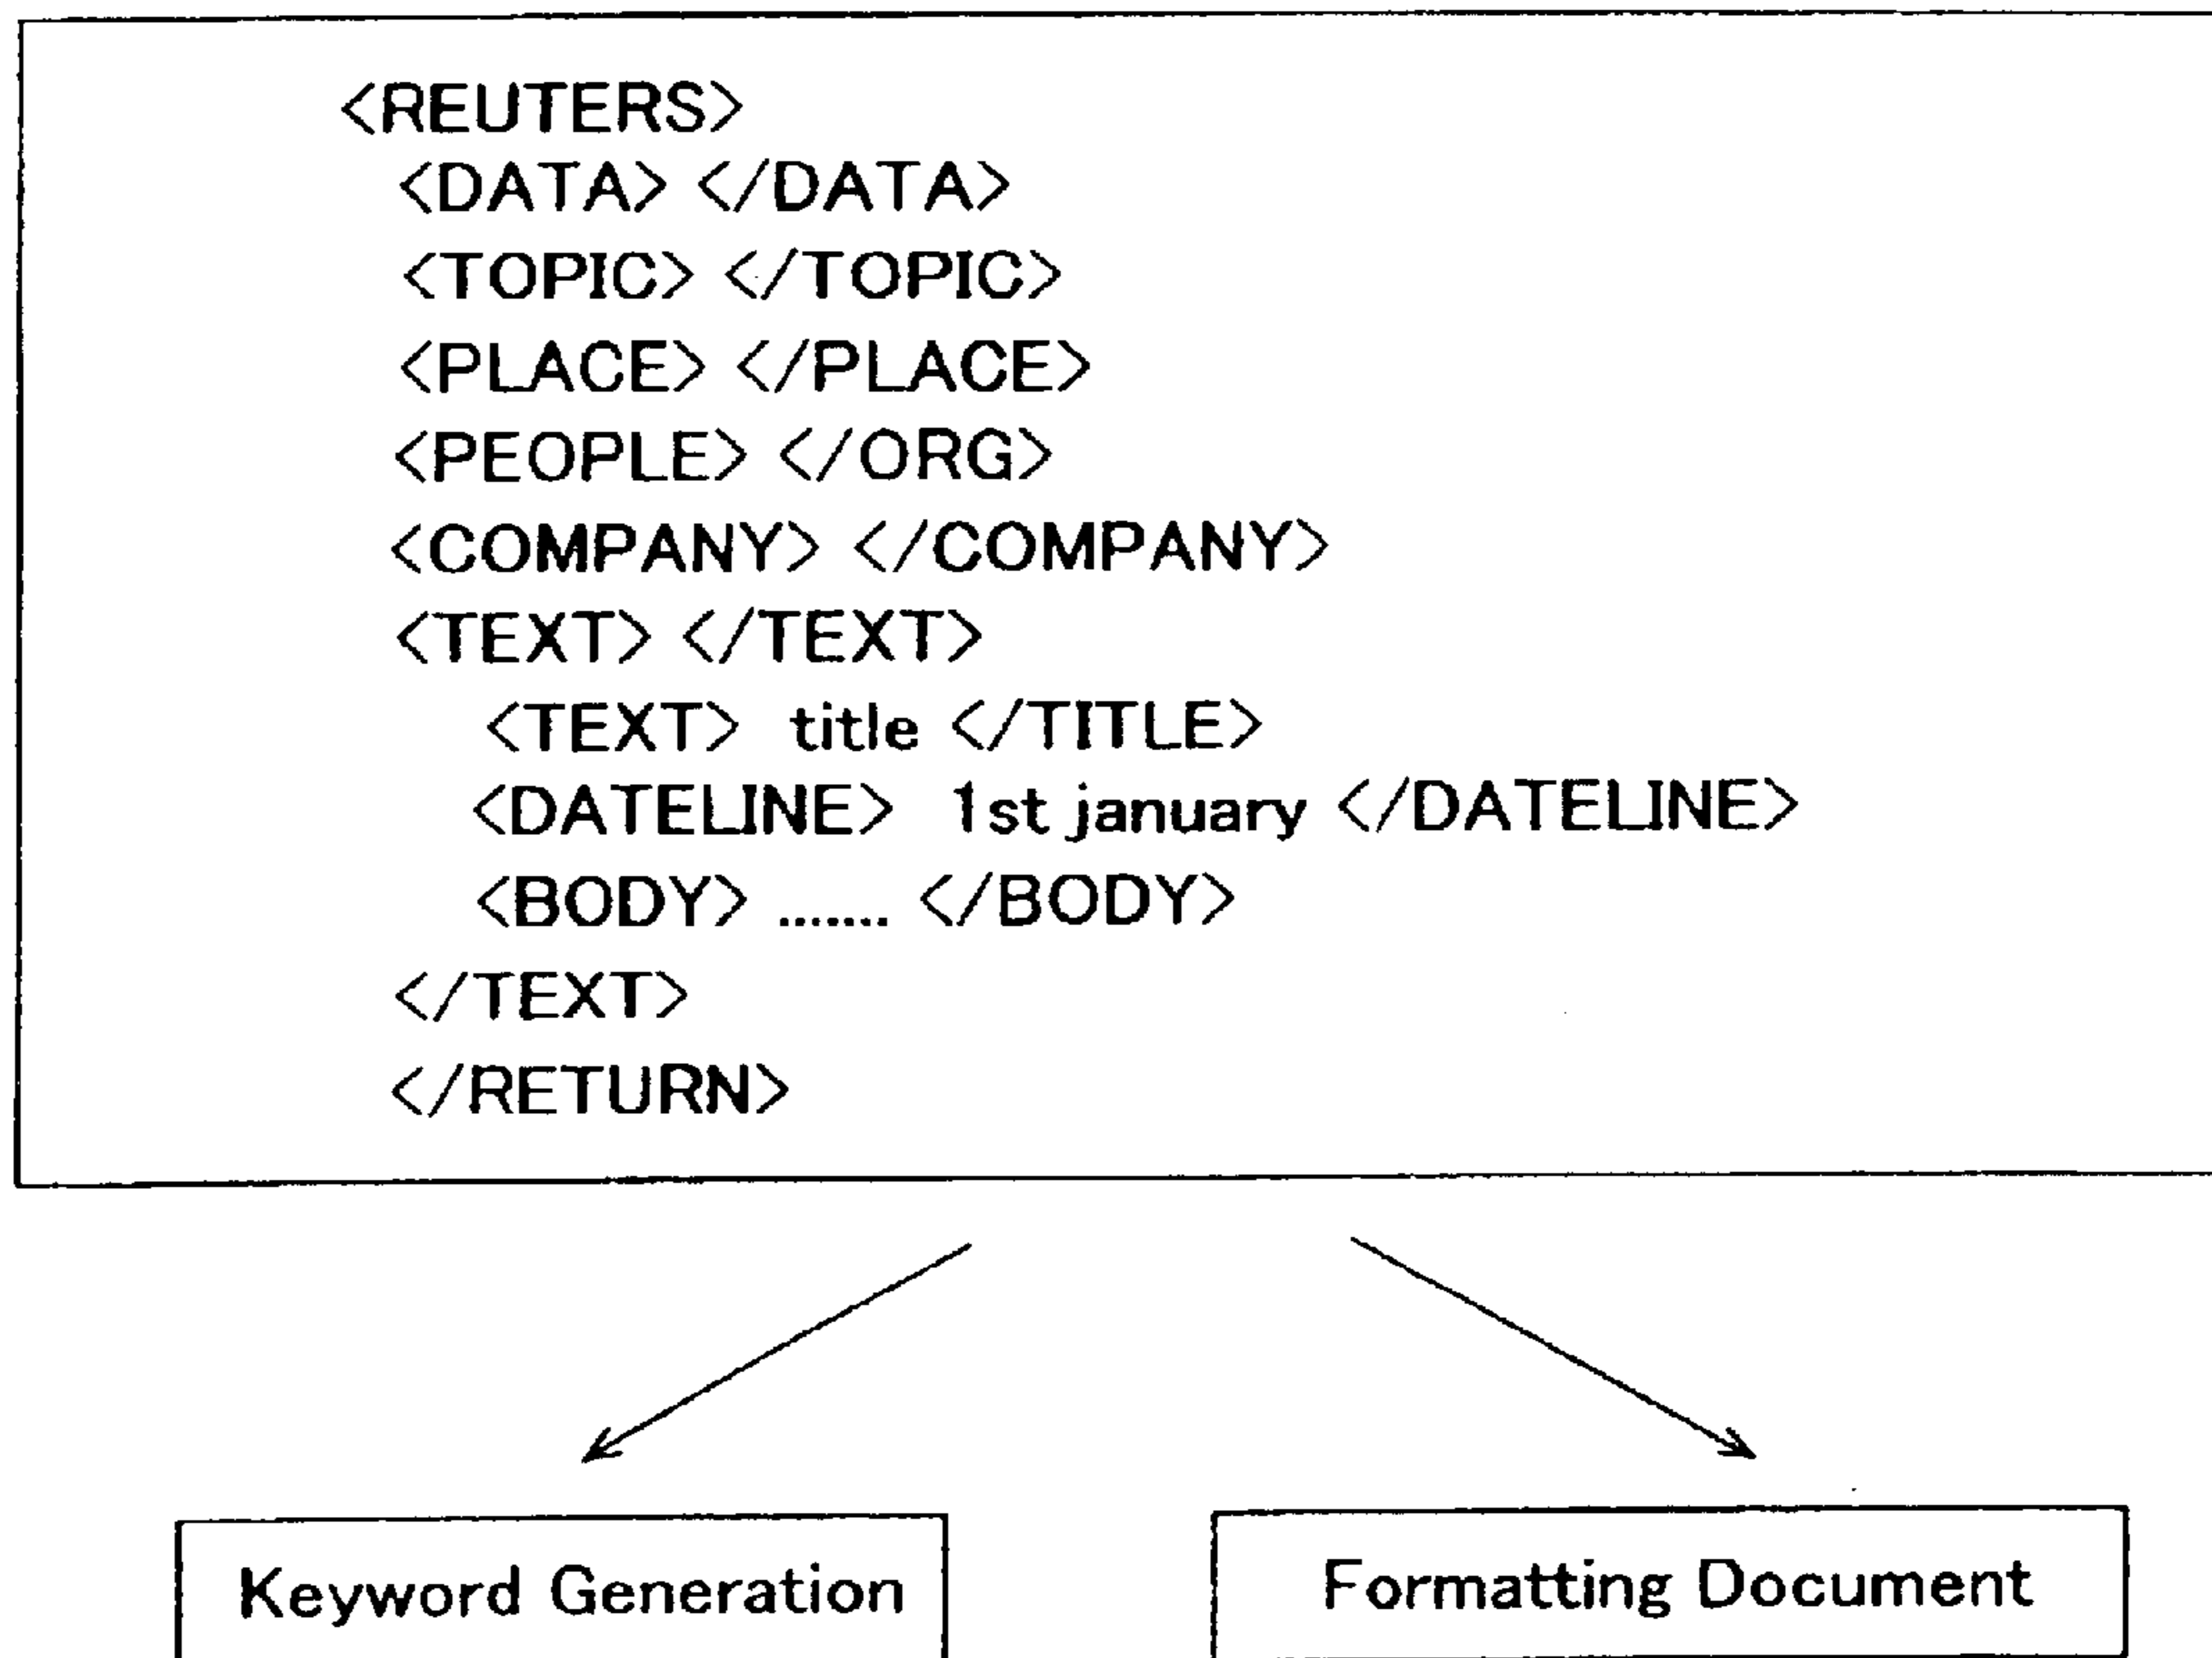 <REUTERS>
<DATA> </DATA>
<TOPIC> </TOPIC>
<PLACE> </PLACE>
<PEOPLE> </ORG>
<COMPANY> </COMPANY>
<TEXT> </TEXT>
<TEXT> title </TITLE>
<DATELINE> 1st january </DATELINE>
<BODY> ....... </BODY>
</TEXT>
</RETURN>
Keyword Generation
Formatting Document